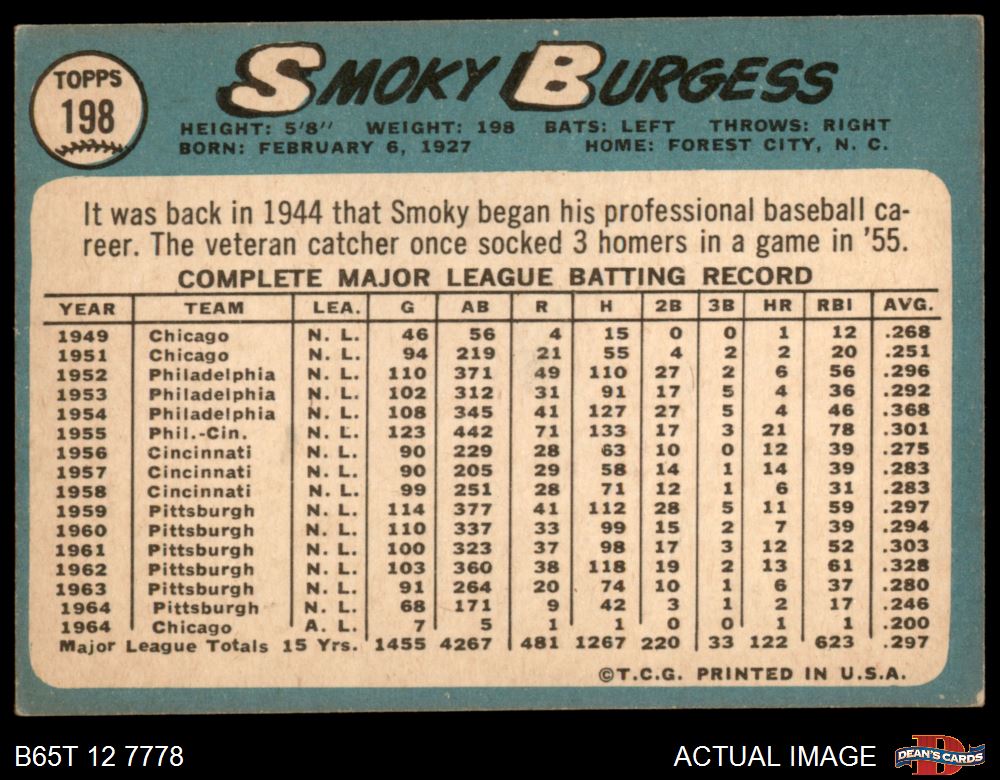 TOPPS
198
SMOKY BURGESS
HEIGHT: 5'8" WEIGHT: 198 BATS: LEFT THROWS: RIGHT
BORN: FEBRUARY 6, 1927 HOME: FOREST CITY, N. C.
It was back in 1944 that Smoky began his professional baseball ca-
reer. The veteran catcher once socked 3 homers in a game in '55.
COMPLETE MAJOR LEAGUE BATTING RECORD
YEAR TEAM LEA. G AB R H 2B 3B HR RBI AVG.
1949 Chicago N. L. 46 56 4 15 0 0 1 12 .268
1951 Chicago N. L. 94 219 21 55 4 2 2 20 .251
1952 Philadelphia N. L. 110 371 49 110 27 2 6 56 .296
1953 Philadelphia N. L. 102 312 31 91 17 5 4 36 .292
1954 Philadelphia N. L. 108 345 41 127 27 5 4 46 .368
1955 Phil.-Cin. N. L. 123 442 71 133 17 3 21 78 .301
1956 Cincinnati N. L. 90 229 28 63 10 0 12 39 .275
1957 Cincinnati N. L. 90 205 29 58 14 1 14 39 .283
1958 Cincinnati N. L. 99 251 28 71 12 1 6 31 .283
1959 Pittsburgh N. L. 114 377 41 112 28 5 11 59 .297
1960 Pittsburgh N. L. 110 337 33 99 15 2 7 39 .294
1961 Pittsburgh N. L. 100 323 37 98 17 3 12 52 .303
1962 Pittsburgh N. L. 103 360 38 118 19 2 13 61 .328
1963 Pittsburgh N. L. 91 264 20 74 10 1 6 37 .280
1964 Pittsburgh N. L. 68 171 9 42 3 1 2 17 .246
1964 Chicago A. L. 7 5 1 1 0 0 1 1 .200
Major League Totals 15 Yrs. 1455 4267 481 1267 220 33 122 623 .297
©T.C.G. PRINTED IN U.S.A.
B65T 12 7778 ACTUAL IMAGE D DEAN'S CARDS